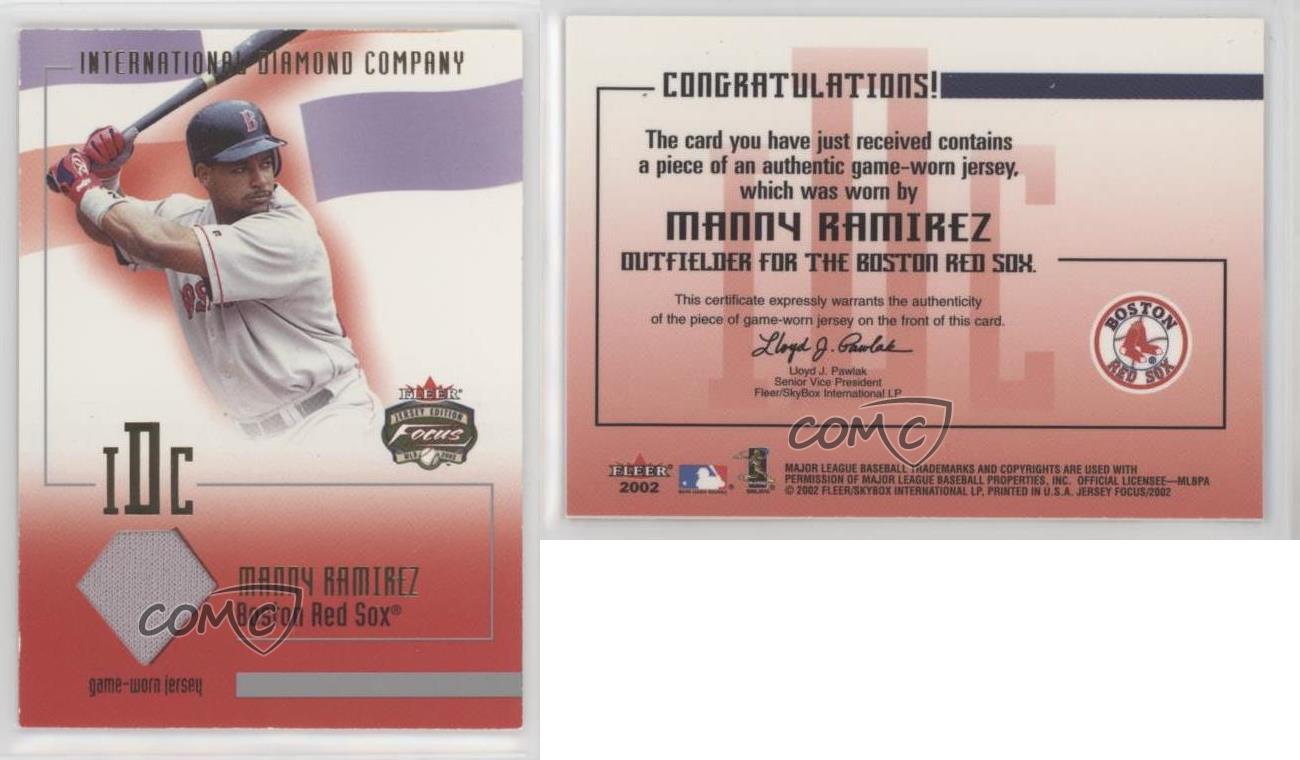 INTERNATIONAL DIAMOND COMPANY
B
FLEER
JERSEY EDITION
Focus
MLB 2002
IDC
MANNY RAMIREZ
Boston Red Sox®
COMC
game-worn jersey
CONGRATULATIONS!
The card you have just received contains
a piece of an authentic game-worn jersey,
which was worn by
MANNY RAMIREZ
OUTFIELDER FOR THE BOSTON RED SOX.
This certificate expressly warrants the authenticity
of the piece of game-worn jersey on the front of this card.
Lloyd J. Pawlak
Lloyd J. Pawlak
Senior Vice President
Fleer/SkyBox International LP
IDC
BOSTON
RED SOX
®
COMC
FLEER
2002
MAJOR LEAGUE BASEBALL TRADEMARKS AND COPYRIGHTS ARE USED WITH
PERMISSION OF MAJOR LEAGUE BASEBALL PROPERTIES, INC. OFFICIAL LICENSEE—MLBPA
© 2002 FLEER/SKYBOX INTERNATIONAL LP, PRINTED IN U.S.A. JERSEY FOCUS/2002